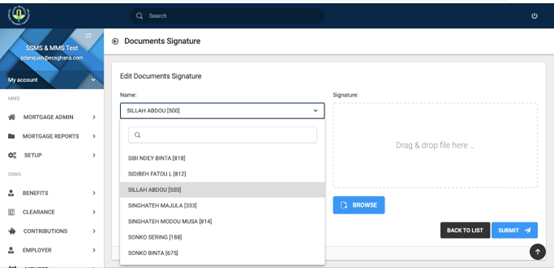 Search
SSMS & MMS Test
pdanquah@ecsghana.com
My account
MMS
MORTGAGE ADMIN
MORTGAGE REPORTS
SETUP
SSMS
BENEFITS
CLEARANCE
CONTRIBUTIONS
EMPLOYER
Documents Signature
Edit Documents Signature
Name:
SILLAH ABDOU [500]
SIBI NDEY BINTA [818]
SIDIBEH FATOU L [812]
SILLAH ABDOU [500]
SINGHATEH MAJULA [333]
SINGHATEH MODOU MUSA [814]
SONKO SERING [188]
SONKO BINTA [675]
Signature:
Drag & drop file here ...
BROWSE
BACK TO LIST
SUBMIT